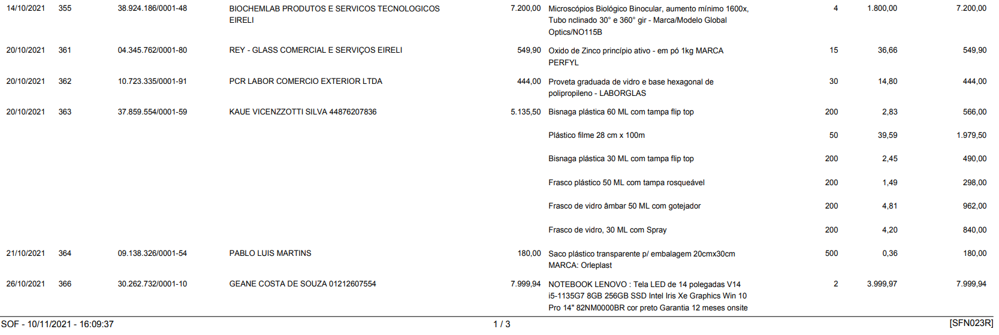 14/10/2021 355 38.924.186/0001-48 BIOCHEMLAB PRODUTOS E SERVICOS TECNOLOGICOS 7.200,00 Microscópios Biológico Binocular, aumento mínimo 1600x, 4 1.800,00 7.200,00
EIRELI Tubo nclinado 30° e 360° gir - Marca/Modelo Global
Optics/NO115B
20/10/2021 361 04.345.762/0001-80 REY - GLASS COMERCIAL E SERVIÇOS EIRELI 549,90 Oxido de Zinco princípio ativo - em pó 1kg MARCA 15 36,66 549,90
PERFYL
20/10/2021 362 10.723.335/0001-91 PCR LABOR COMERCIO EXTERIOR LTDA 444,00 Proveta graduada de vidro e base hexagonal de 30 14,80 444,00
polipropileno - LABORGLAS
20/10/2021 363 37.859.554/0001-59 KAUE VICENZZOTTI SILVA 44876207836 5.135,50 Bisnaga plástica 60 ML com tampa flip top 200 2,83 566,00
Plástico filme 28 cm x 100m 50 39,59 1.979,50
Bisnaga plástica 30 ML com tampa flip top 200 2,45 490,00
Frasco plástico 50 ML com tampa rosqueável 200 1,49 298,00
Frasco de vidro âmbar 50 ML com gotejador 200 4,81 962,00
Frasco de vidro, 30 ML com Spray 200 4,20 840,00
21/10/2021 364 09.138.326/0001-54 PABLO LUIS MARTINS 180,00 Saco plástico transparente p/ embalagem 20cmx30cm 500 0,36 180,00
MARCA: Orleplast
26/10/2021 366 30.262.732/0001-10 GEANE COSTA DE SOUZA 01212607554 7.999,94 NOTEBOOK LENOVO : Tela LED de 14 polegadas V14 2 3.999,97 7.999,94
i5-1135G7 8GB 256GB SSD Intel Iris Xe Graphics Win 10
Pro 14" 82NM0000BR cor preto Garantia 12 meses onsite
SOF - 10/11/2021 - 16:09:37 1 / 3 [SFN023R]